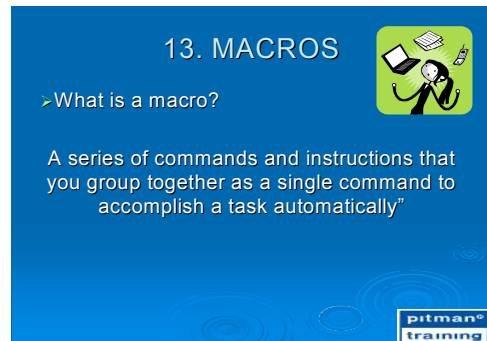 13. MACROS
➢What is a macro?
A series of commands and instructions that
you group together as a single command to
accomplish a task automatically”
pitman©
training